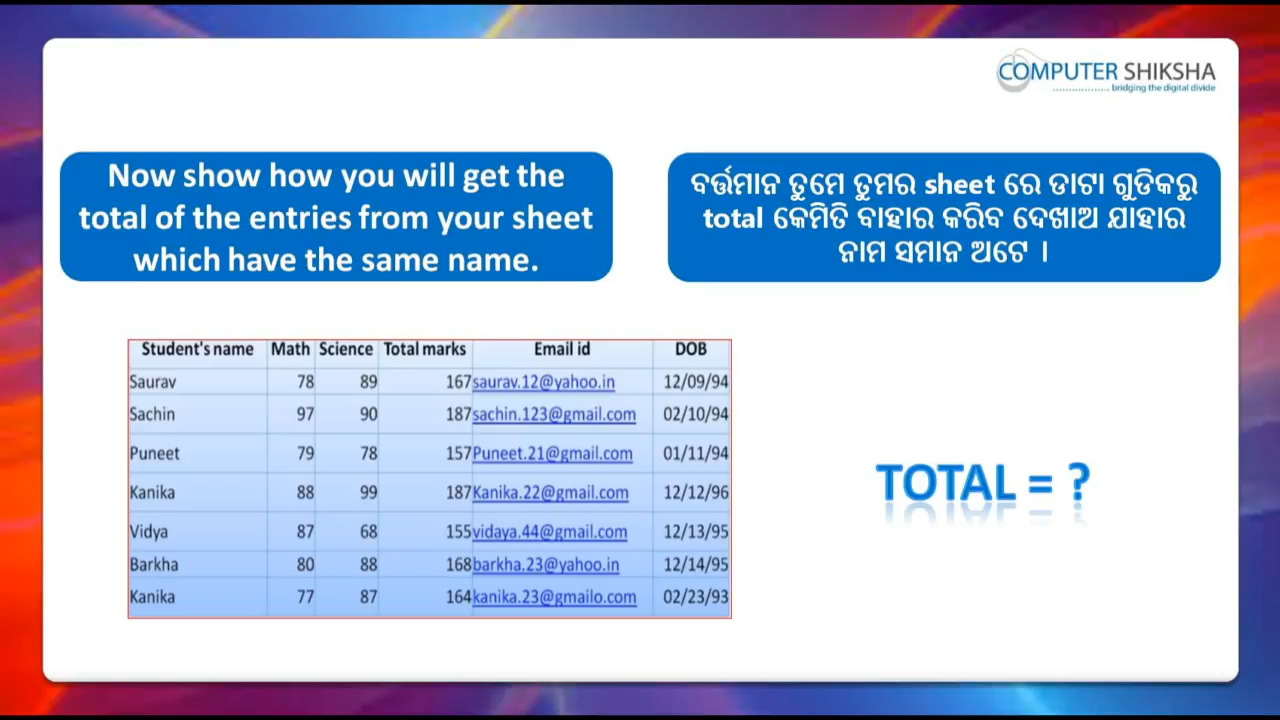 COMPUTER SHIKSHA
bridging the digital divide
Now show how you will get the
total of the entries from your sheet
which have the same name.
ବର୍ତ୍ତମାନ ତୁମେ ତୁମର sheet ରେ ଡାଟା ଗୁଡିକରୁ
total କେମିତି ବାହାର କରିବ ଦେଖାଅ ଯାହାର
ନାମ ସମାନ ଅଟେ ।
Student's name Math Science Total marks Email id DOB
Saurav 78 89 167 saurav.12@yahoo.in 12/09/94
Sachin 97 90 187 sachin.123@gmail.com 02/10/94
Puneet 79 78 157 Puneet.21@gmail.com 01/11/94
Kanika 88 99 187 Kanika.22@gmail.com 12/12/96
Vidya 87 68 155 vidaya.44@gmail.com 12/13/95
Barkha 80 88 168 barkha.23@yahoo.in 12/14/95
Kanika 77 87 164 kanika.23@gmailo.com 02/23/93
TOTAL = ?